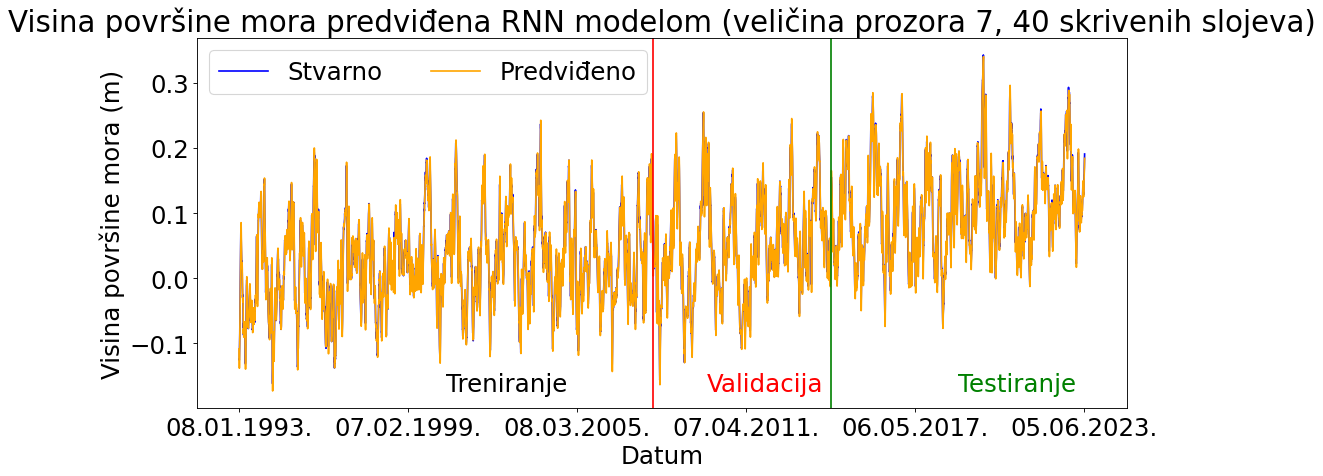 Visina površine mora predviđena RNN modelom (veličina prozora 7, 40 skrivenih slojeva)
Stvarno Predviđeno
Visina površine mora (m)
0.3
0.2
0.1
0.0
−0.1
Treniranje Validacija Testiranje
08.01.1993. 07.02.1999. 08.03.2005. 07.04.2011. 06.05.2017. 05.06.2023.
Datum